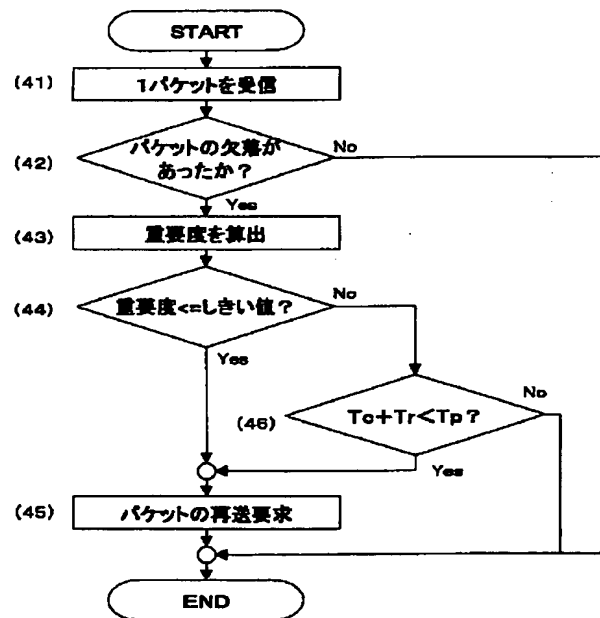 START
(41)
1パケットを受信
(42)
パケットの欠落が
あったか？
No
Yes
(43)
重要度を算出
(44)
重要度<=しきい値？
No
Yes
(46)
Tc+Tr<Tp？
No
Yes
(45)
パケットの再送要求
END